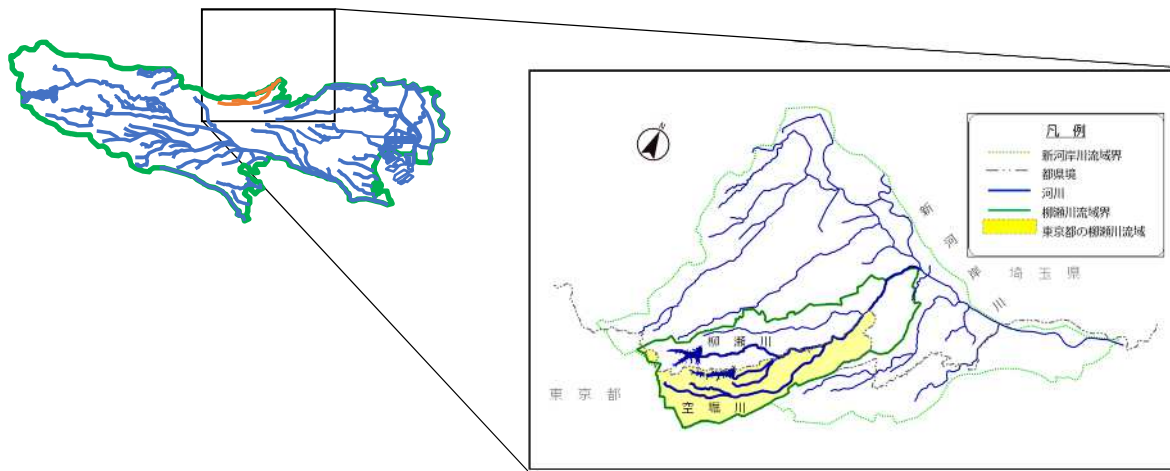 N
凡 例
新河岸川流域界
都県境
河川
柳瀬川流域界
東京都の柳瀬川流域
新河岸川
埼玉県
柳瀬川
東京都
空堀川